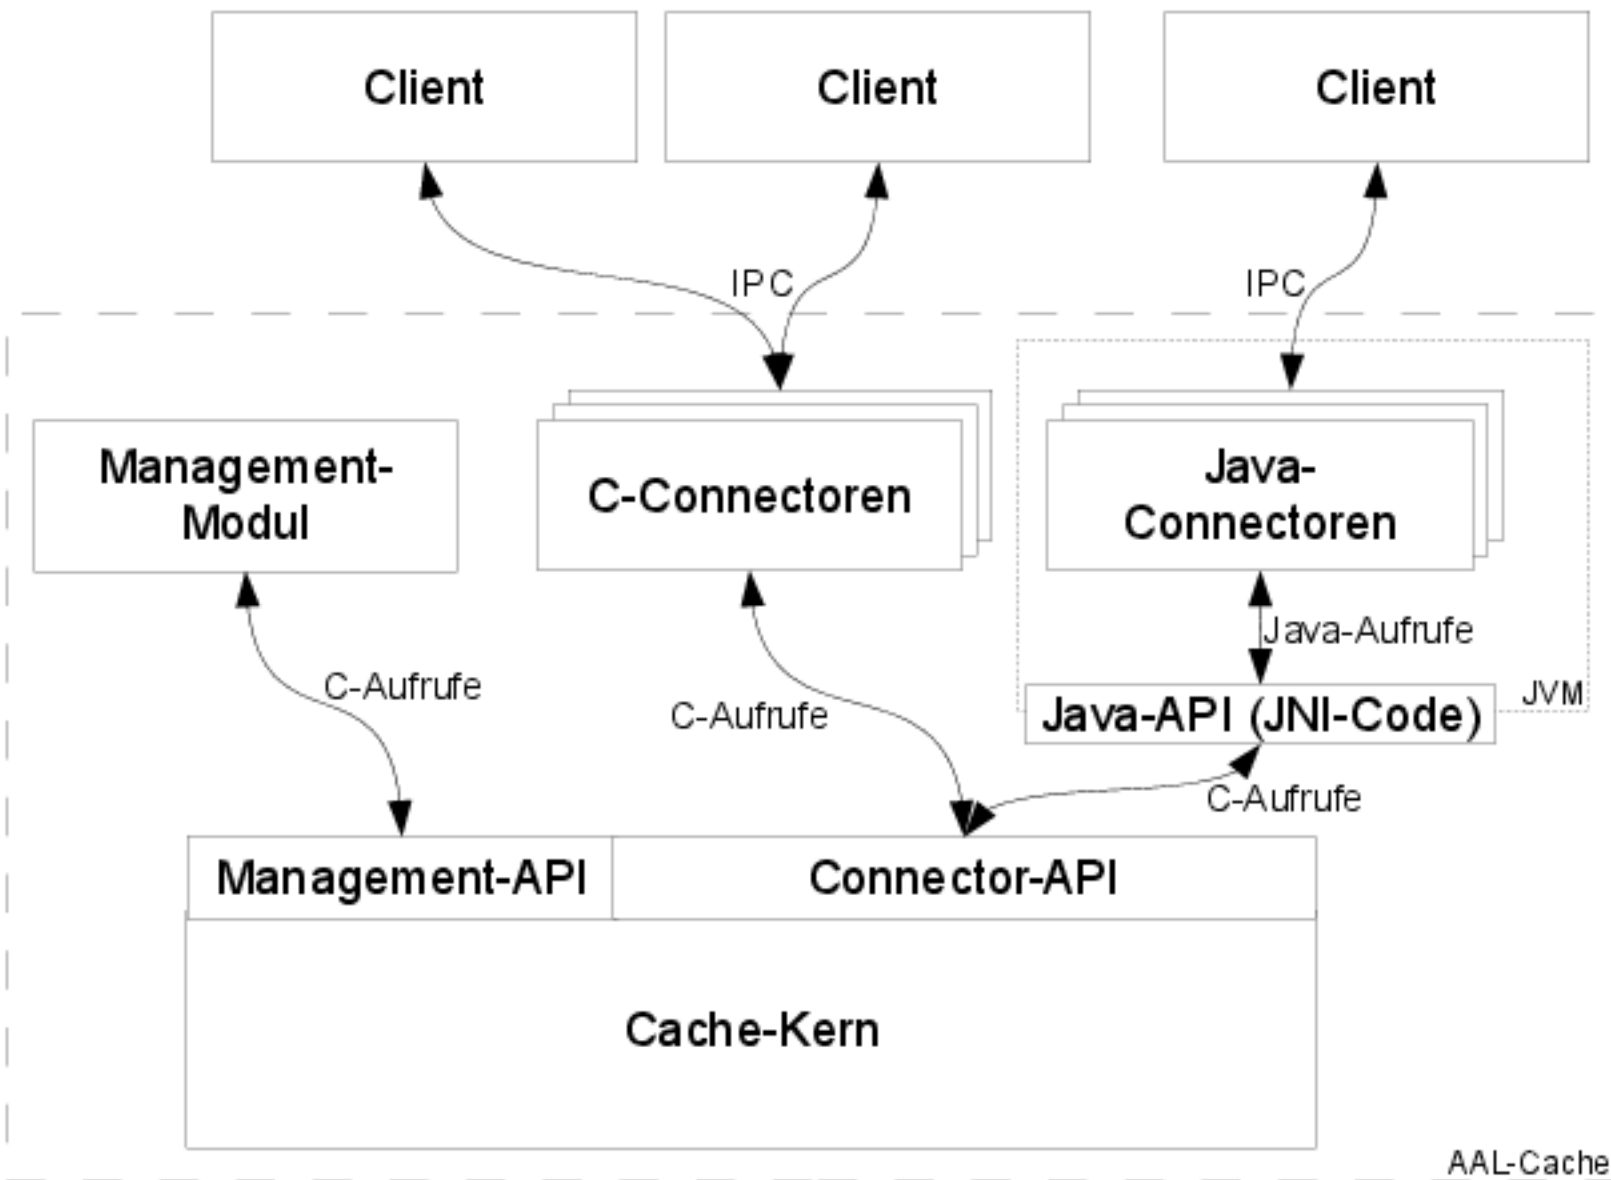 Client
Client
Client
IPC
IPC
Management-
Modul
C-Connectoren
Java-
Connectoren
Java-Aufrufe
C-Aufrufe
C-Aufrufe
JVM
Java-API (JNI-Code)
C-Aufrufe
Management-API
Connector-API
Cache-Kern
AAL-Cache